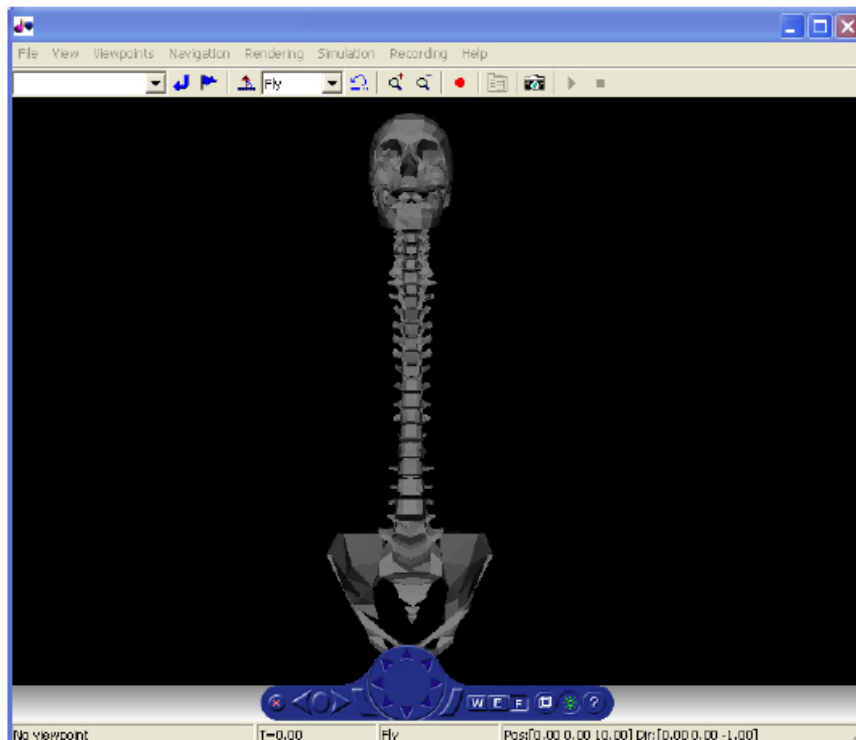 File View Viewpoints Navigation Rendering Simulation Recording Help
Fly
W E F ?
No viewpoint T=0.00 Fly Pos:[0.00 0.00 10.00] Dir:[0.00 0.00 -1.00]